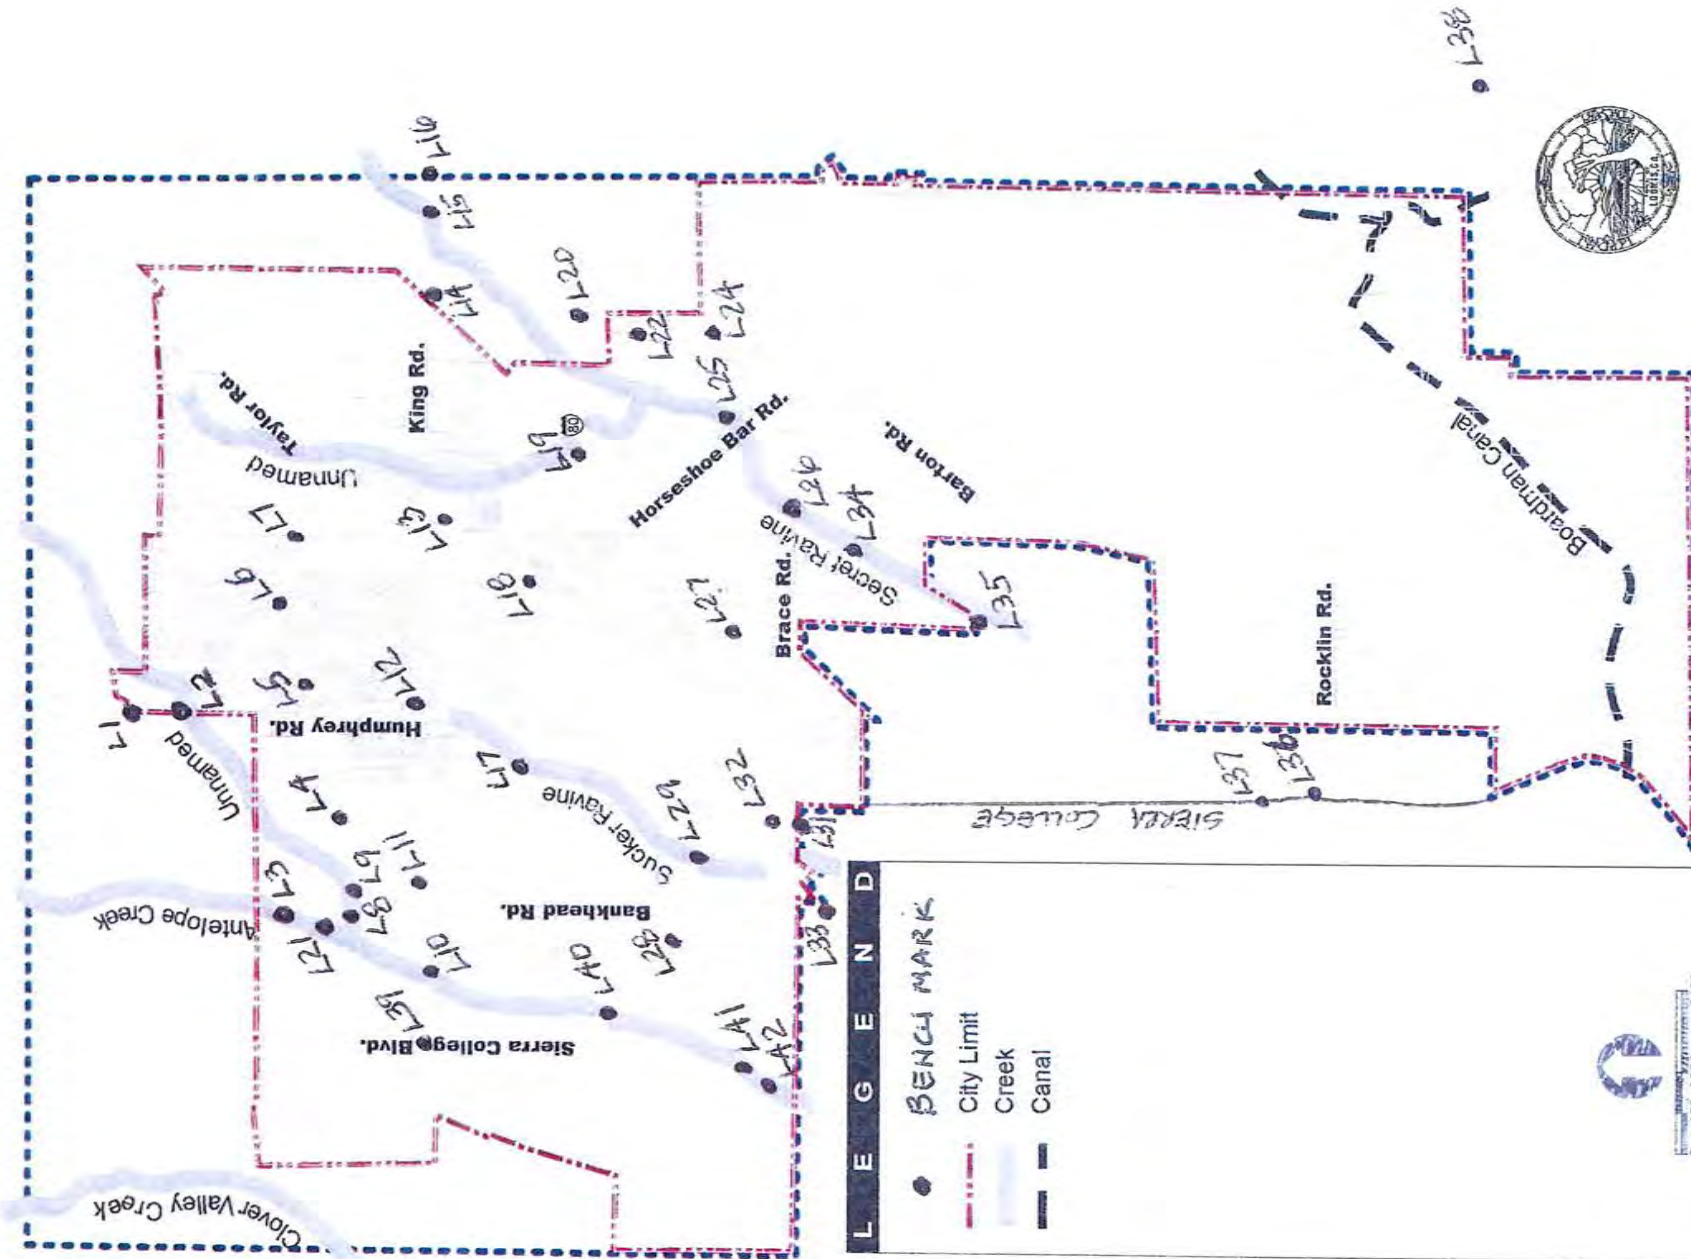 L38
L16
L15
L14
L20
L22
L24
L25
King Rd.
Taylor Rd.
Unnamed
L19
80
Horseshoe Bar Rd.
L7
L13
L6
L18
L26
L34
Barton Rd.
Secret Ravine
Brace Rd.
L27
L35
L1
L2
L5
L12
Humphrey Rd.
Unnamed
L4
L17
Sucker Ravine
L29
L32
L31
L33
L3
L9
L8
L11
L21
Antelope Creek
L10
Bankhead Rd.
L28
L40
L39
Sierra College Blvd.
L41
L42
Clover Valley Creek
Rocklin Rd.
L37
L36
SIERRA COLLEGE
Boardman Canal
LEGEND
BENCH MARK
City Limit
Creek
Canal
LOOMIS, CA.